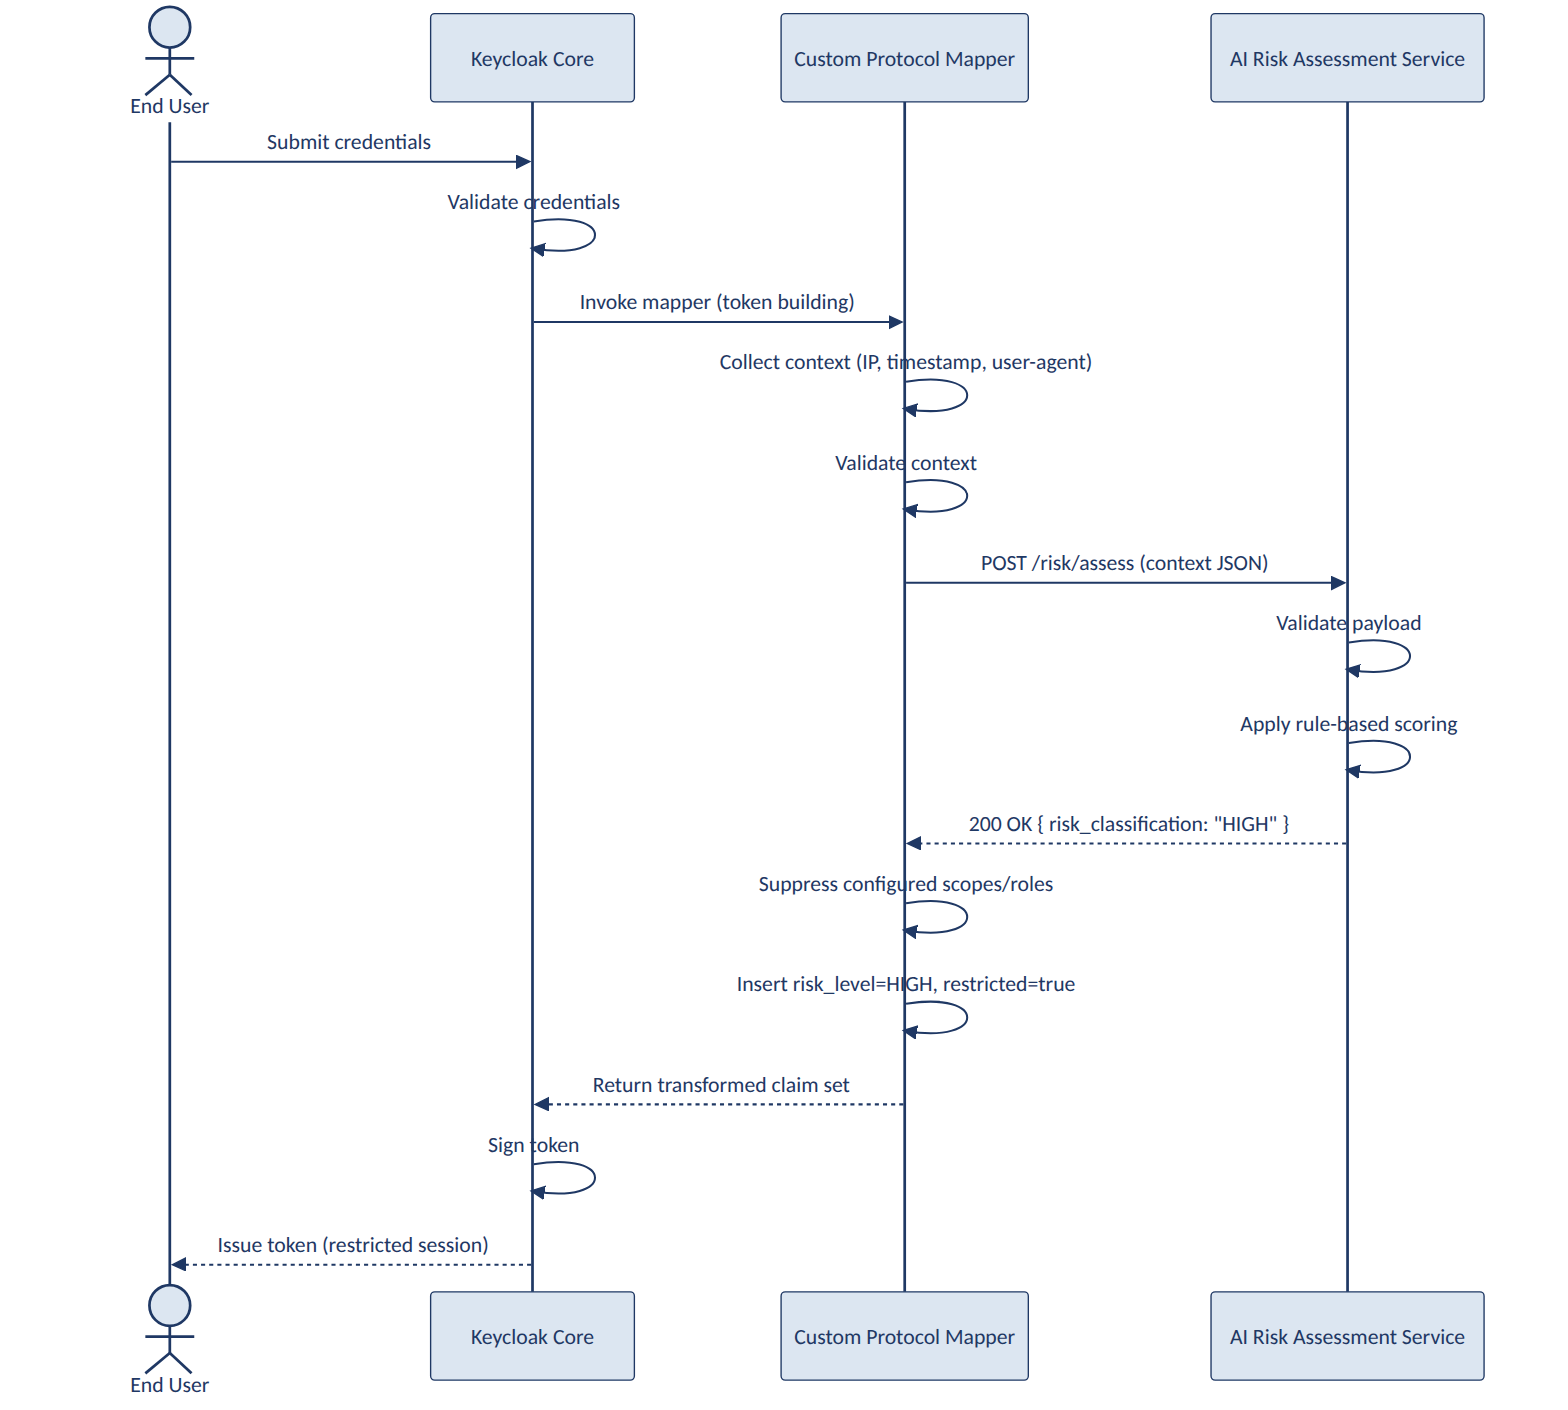 End User
Keycloak Core
Custom Protocol Mapper
AI Risk Assessment Service
Submit credentials
Validate credentials
Invoke mapper (token building)
Collect context (IP, timestamp, user-agent)
Validate context
POST /risk/assess (context JSON)
Validate payload
Apply rule-based scoring
200 OK { risk_classification: "HIGH" }
Suppress configured scopes/roles
Insert risk_level=HIGH, restricted=true
Return transformed claim set
Sign token
Issue token (restricted session)
End User
Keycloak Core
Custom Protocol Mapper
AI Risk Assessment Service